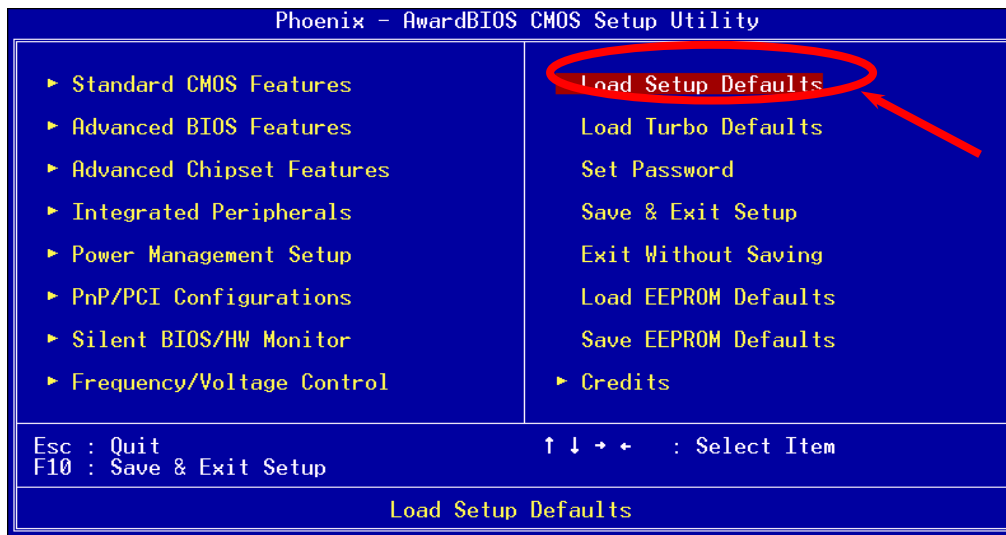 Phoenix - AwardBIOS CMOS Setup Utility
► Standard CMOS Features
► Advanced BIOS Features
► Advanced Chipset Features
► Integrated Peripherals
► Power Management Setup
► PnP/PCI Configurations
► Silent BIOS/HW Monitor
► Frequency/Voltage Control
Load Setup Defaults
Load Turbo Defaults
Set Password
Save & Exit Setup
Exit Without Saving
Load EEPROM Defaults
Save EEPROM Defaults
► Credits
Esc : Quit
F10 : Save & Exit Setup
↑ ↓ → ← : Select Item
Load Setup Defaults